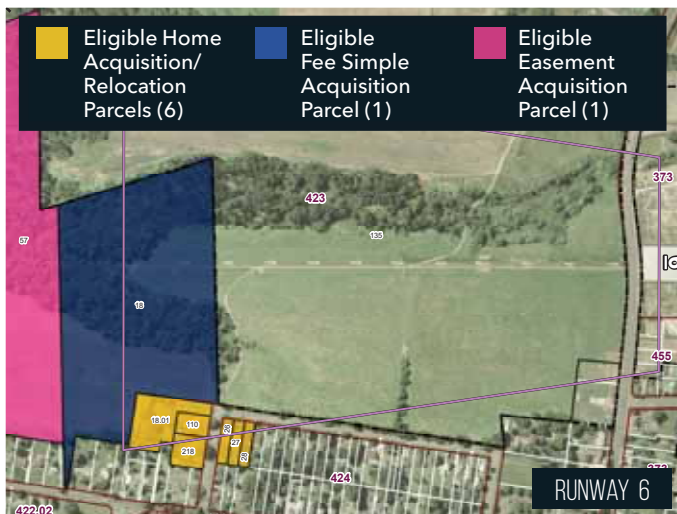 Eligible Home
Acquisition/
Relocation
Parcels (6)
Eligible
Fee Simple
Acquisition
Parcel (1)
Eligible
Easement
Acquisition
Parcel (1)
373
423
135
57
18
455
18.01
110
26
27
28
218
424
373
422.02
RUNWAY 6